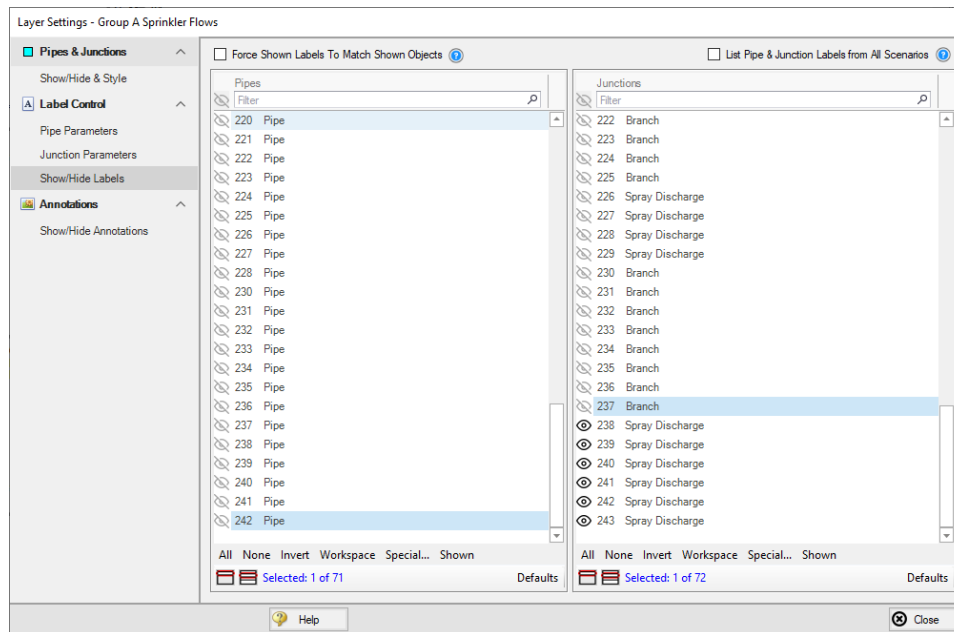 Layer Settings - Group A Sprinkler Flows
Pipes & Junctions
Show/Hide & Style
Label Control
Pipe Parameters
Junction Parameters
Show/Hide Labels
Annotations
Show/Hide Annotations
Force Shown Labels To Match Shown Objects
List Pipe & Junction Labels from All Scenarios
Pipes
Filter
220 Pipe
221 Pipe
222 Pipe
223 Pipe
224 Pipe
225 Pipe
226 Pipe
227 Pipe
228 Pipe
230 Pipe
231 Pipe
232 Pipe
233 Pipe
234 Pipe
235 Pipe
236 Pipe
237 Pipe
238 Pipe
239 Pipe
240 Pipe
241 Pipe
242 Pipe
All None Invert Workspace Special... Shown
Selected: 1 of 71 Defaults
Junctions
Filter
222 Branch
223 Branch
224 Branch
225 Branch
226 Spray Discharge
227 Spray Discharge
228 Spray Discharge
229 Spray Discharge
230 Branch
231 Branch
232 Branch
233 Branch
234 Branch
235 Branch
236 Branch
237 Branch
238 Spray Discharge
239 Spray Discharge
240 Spray Discharge
241 Spray Discharge
242 Spray Discharge
243 Spray Discharge
All None Invert Workspace Special... Shown
Selected: 1 of 72 Defaults
Help
Close